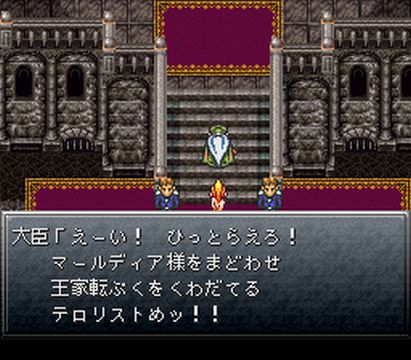 大臣「えーい！　ひっとらえろ！
マールディア様をまどわせ
王家転ぷくをくわだてる
テロリストめッ！！